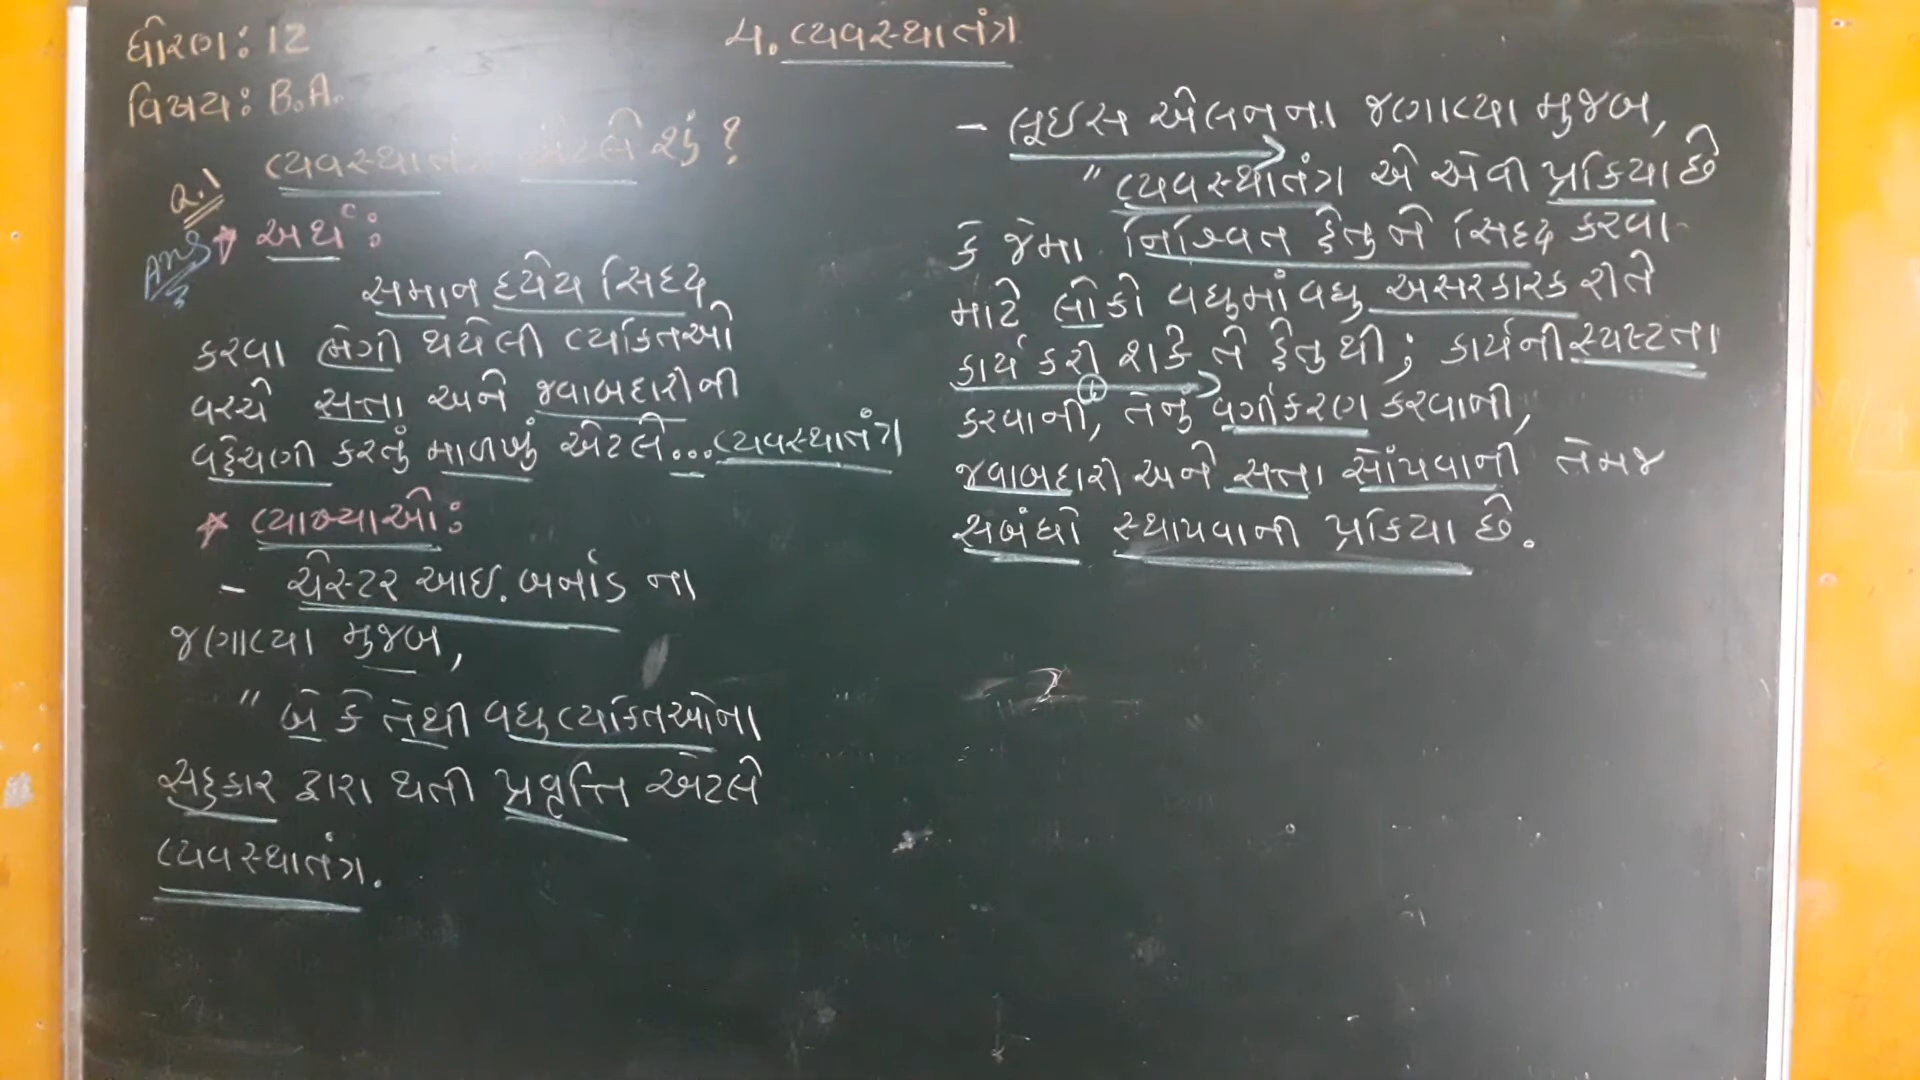 ધોરણ: 12
વિષય: B.A.
4. વ્યવસ્થાતંત્ર
Q.1 વ્યવસ્થાતંત્ર એટલે શું ?
Ans * અર્થ :
સમાન ધ્યેય સિદ્ધ
કરવા ભેગી થયેલી વ્યક્તિઓ
વચ્ચે સત્તા અને જવાબદારીની
વહેંચણી કરતું માળખું એટલે... વ્યવસ્થાતંત્ર
* વ્યાખ્યાઓ :
- ચેસ્ટર આઇ. બર્નાડ ના
જણાવ્યા મુજબ,
" બે કે તેથી વધુ વ્યક્તિઓના
સહકાર દ્વારા થતી પ્રવૃત્તિ એટલે
વ્યવસ્થાતંત્ર.
- લૂઇસ એલનના જણાવ્યા મુજબ,
" વ્યવસ્થાતંત્ર એ એવી પ્રક્રિયા છે
કે જેમા નિશ્ચિત હેતુને સિદ્ધ કરવા
માટે લોકો વધુમાં વધુ અસરકારક રીતે
કાર્ય કરી શકે તે હેતુથી; કાર્યની સ્પષ્ટતા
કરવાની, તેનું વર્ગીકરણ કરવાની,
જવાબદારી અને સત્તા સોંપવાની તેમજ
સબંધો સ્થાપવાની પ્રક્રિયા છે.